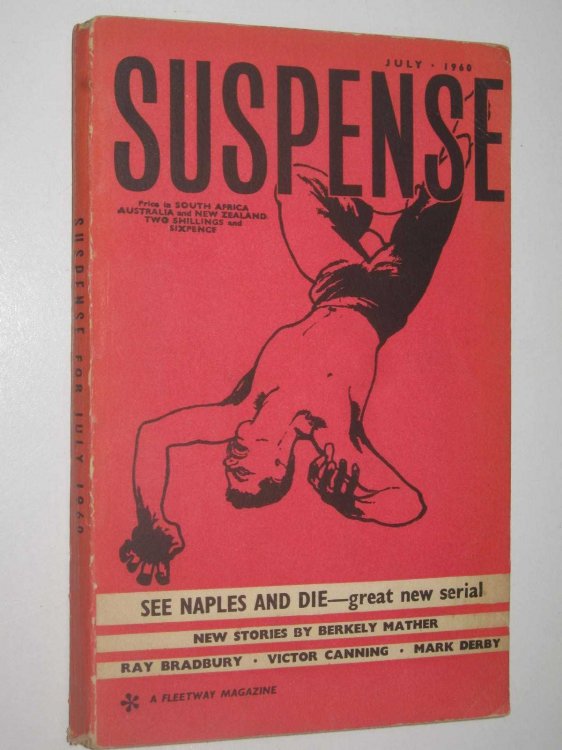 JULY · 1960
SUSPENSE
Price in SOUTH AFRICA
AUSTRALIA and NEW ZEALAND
TWO SHILLINGS and
SIXPENCE
SUSPENSE FOR JULY 1960
SEE NAPLES AND DIE—great new serial
NEW STORIES BY BERKELY MATHER
RAY BRADBURY · VICTOR CANNING · MARK DERBY
A FLEETWAY MAGAZINE